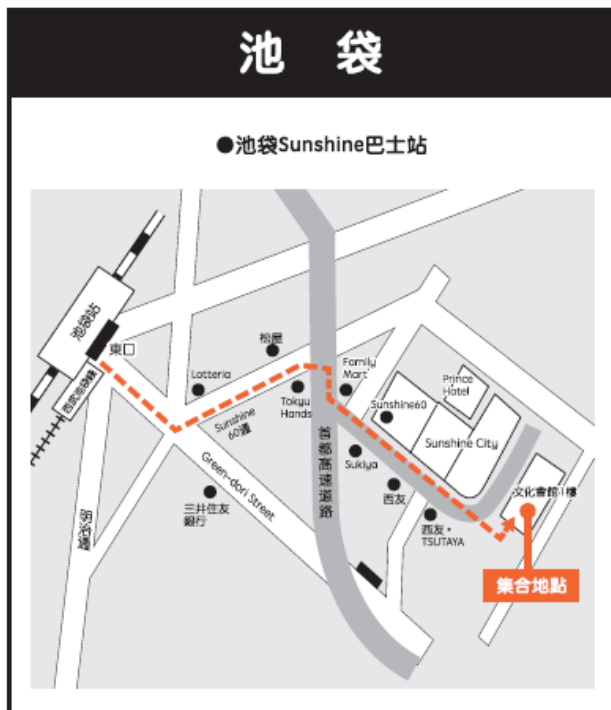 池 袋
●池袋Sunshine巴士站
池袋站
東口
西武池袋線
松屋
Lotteria
Family
Mart
Tokyu
Hands
Prince
Hotel
Sunshine60
Sunshine City
Sunshine
60通
首都高速道路
Sukiya
西友
文化會館1樓
Green-dori Street
三井住友
銀行
西友・
TSUTAYA
明治通
集合地點